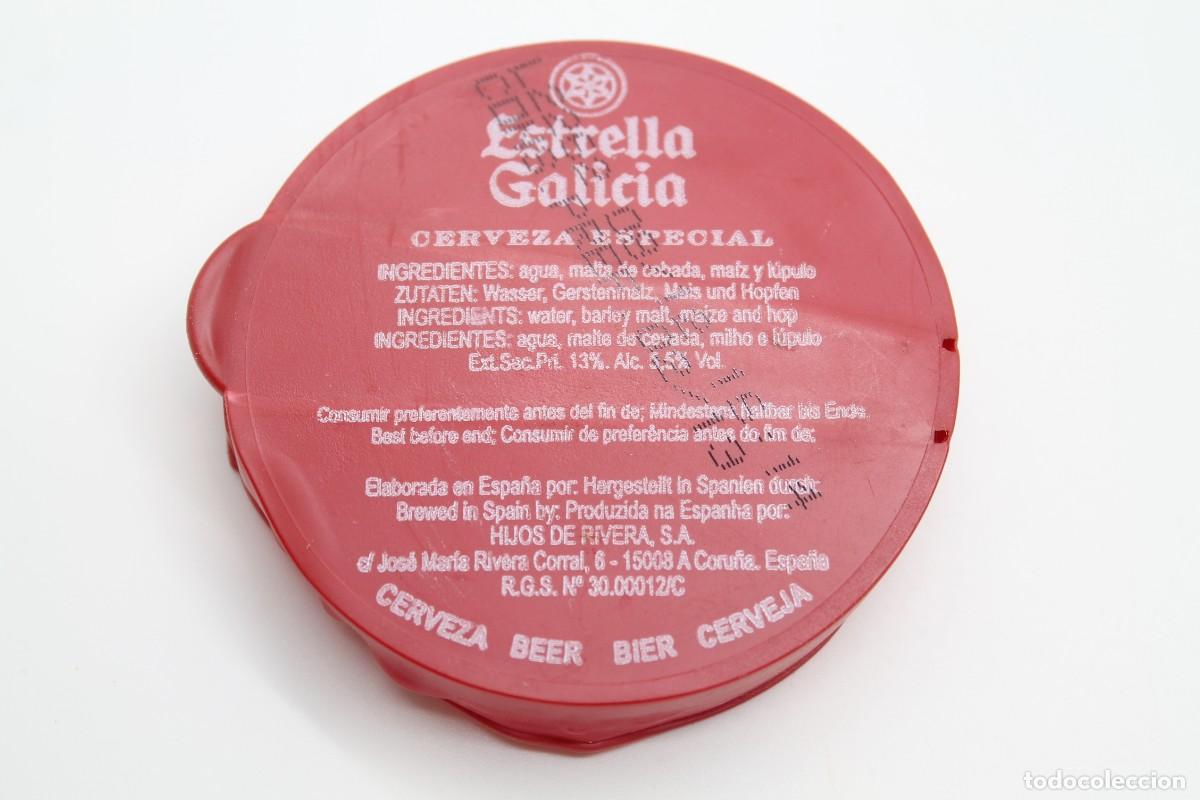 Estrella
Galicia
CERVEZA ESPECIAL
INGREDIENTES: agua, malta de cebada, maíz y lúpulo
ZUTATEN: Wasser, Gerstenmalz, Mais und Hopfen
INGREDIENTS: water, barley malt, maize and hop
INGREDIENTES: agua, malte de cevada, milho e lúpulo
Ext.Sec.Pri. 13%. Alc. 5,5% Vol.
Consumir preferentemente antes del fin de; Mindestens haltbar bis Ende.
Best before end; Consumir de preferência antes do fim de:
Elaborada en España por: Hergestellt in Spanien durch:
Brewed in Spain by: Produzida na Espanha por:
HIJOS DE RIVERA, S.A.
c/ José María Rivera Corral, 6 - 15008 A Coruña. España
R.G.S. Nº 30.00012/C
CERVEZA BEER BIER CERVEJA
todocoleccion